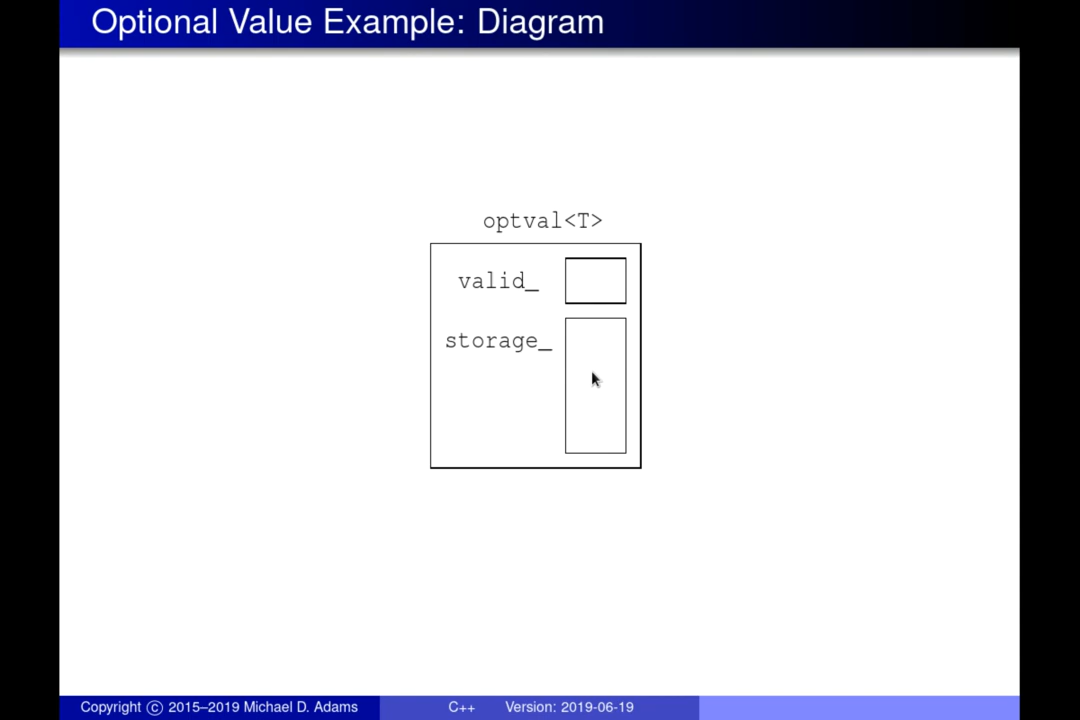 Optional Value Example: Diagram
optval<T>
valid_
storage_
Copyright © 2015–2019 Michael D. Adams C++ Version: 2019-06-19